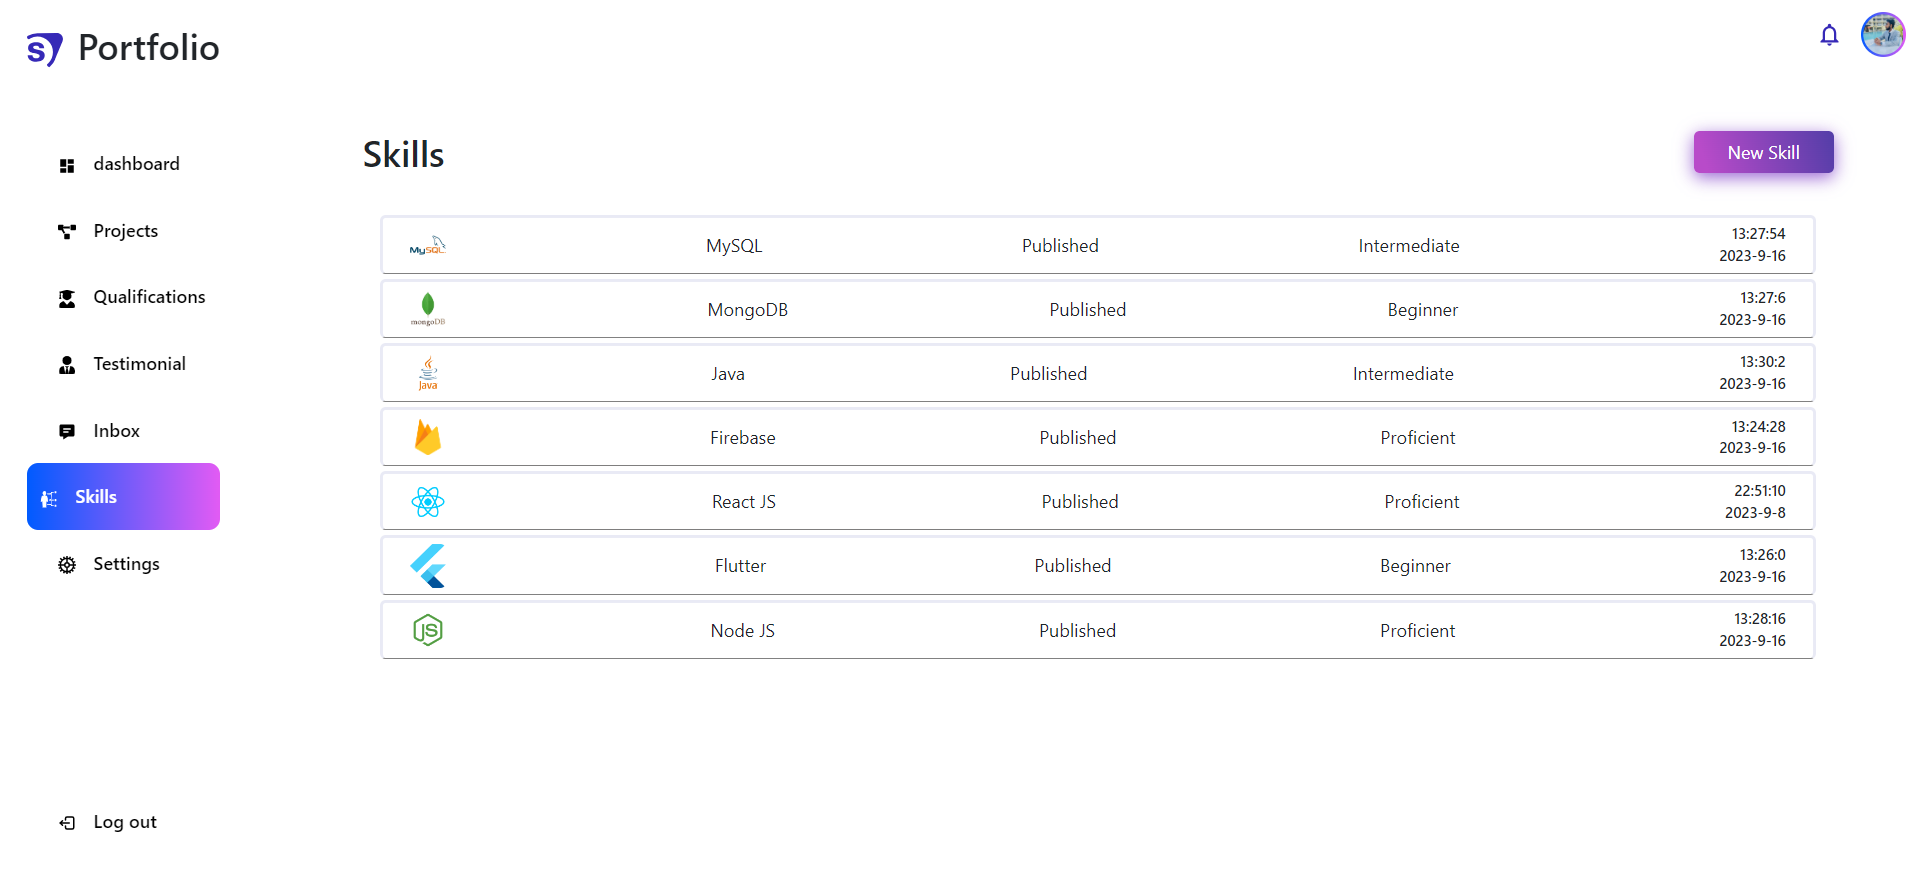 s7 Portfolio
dashboard
Projects
Qualifications
Testimonial
Inbox
Skills
Settings
Log out
Skills
New Skill
MySQL MySQL Published Intermediate 13:27:54
2023-9-16
mongoDB MongoDB Published Beginner 13:27:6
2023-9-16
Java Java Published Intermediate 13:30:2
2023-9-16
Firebase Published Proficient 13:24:28
2023-9-16
React JS Published Proficient 22:51:10
2023-9-8
Flutter Published Beginner 13:26:0
2023-9-16
JS Node JS Published Proficient 13:28:16
2023-9-16